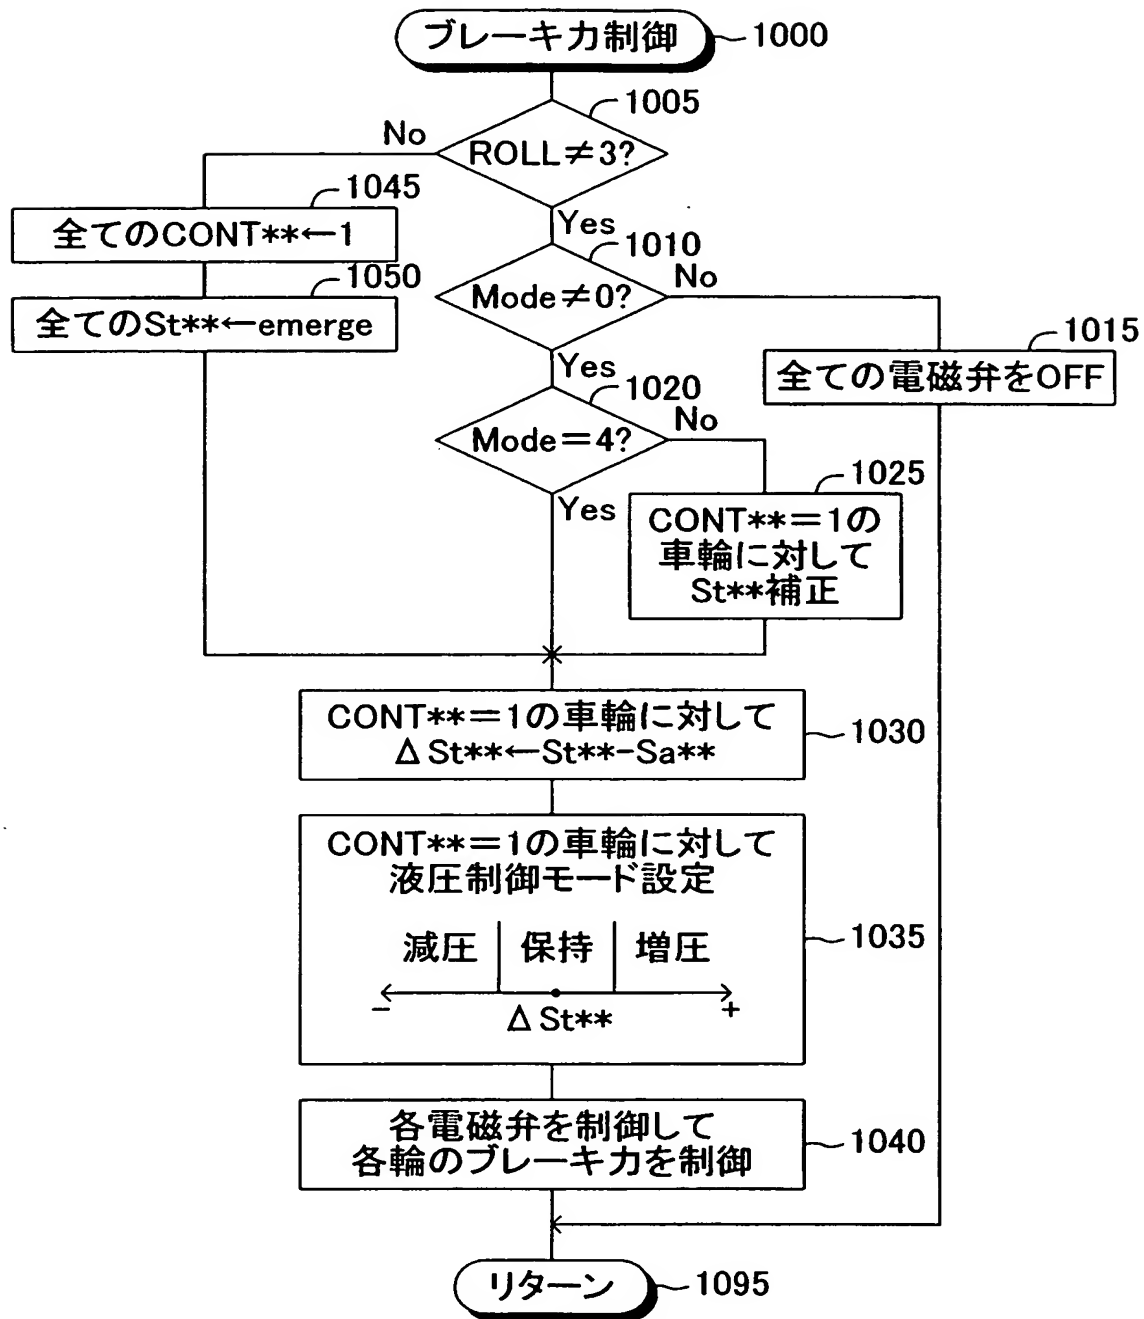 ブレーキ力制御
1000
1005
ROLL≠3?
No
Yes
1045
全てのCONT**←1
1050
全てのSt**←emerge
1010
Mode≠0?
No
Yes
1015
全ての電磁弁をOFF
1020
Mode=4?
No
Yes
1025
CONT**=1の
車輪に対して
St**補正
CONT**=1の車輪に対して
ΔSt**←St**-Sa**
1030
CONT**=1の車輪に対して
液圧制御モード設定
減圧 保持 増圧
- ΔSt** +
1035
各電磁弁を制御して
各輪のブレーキ力を制御
1040
リターン
1095